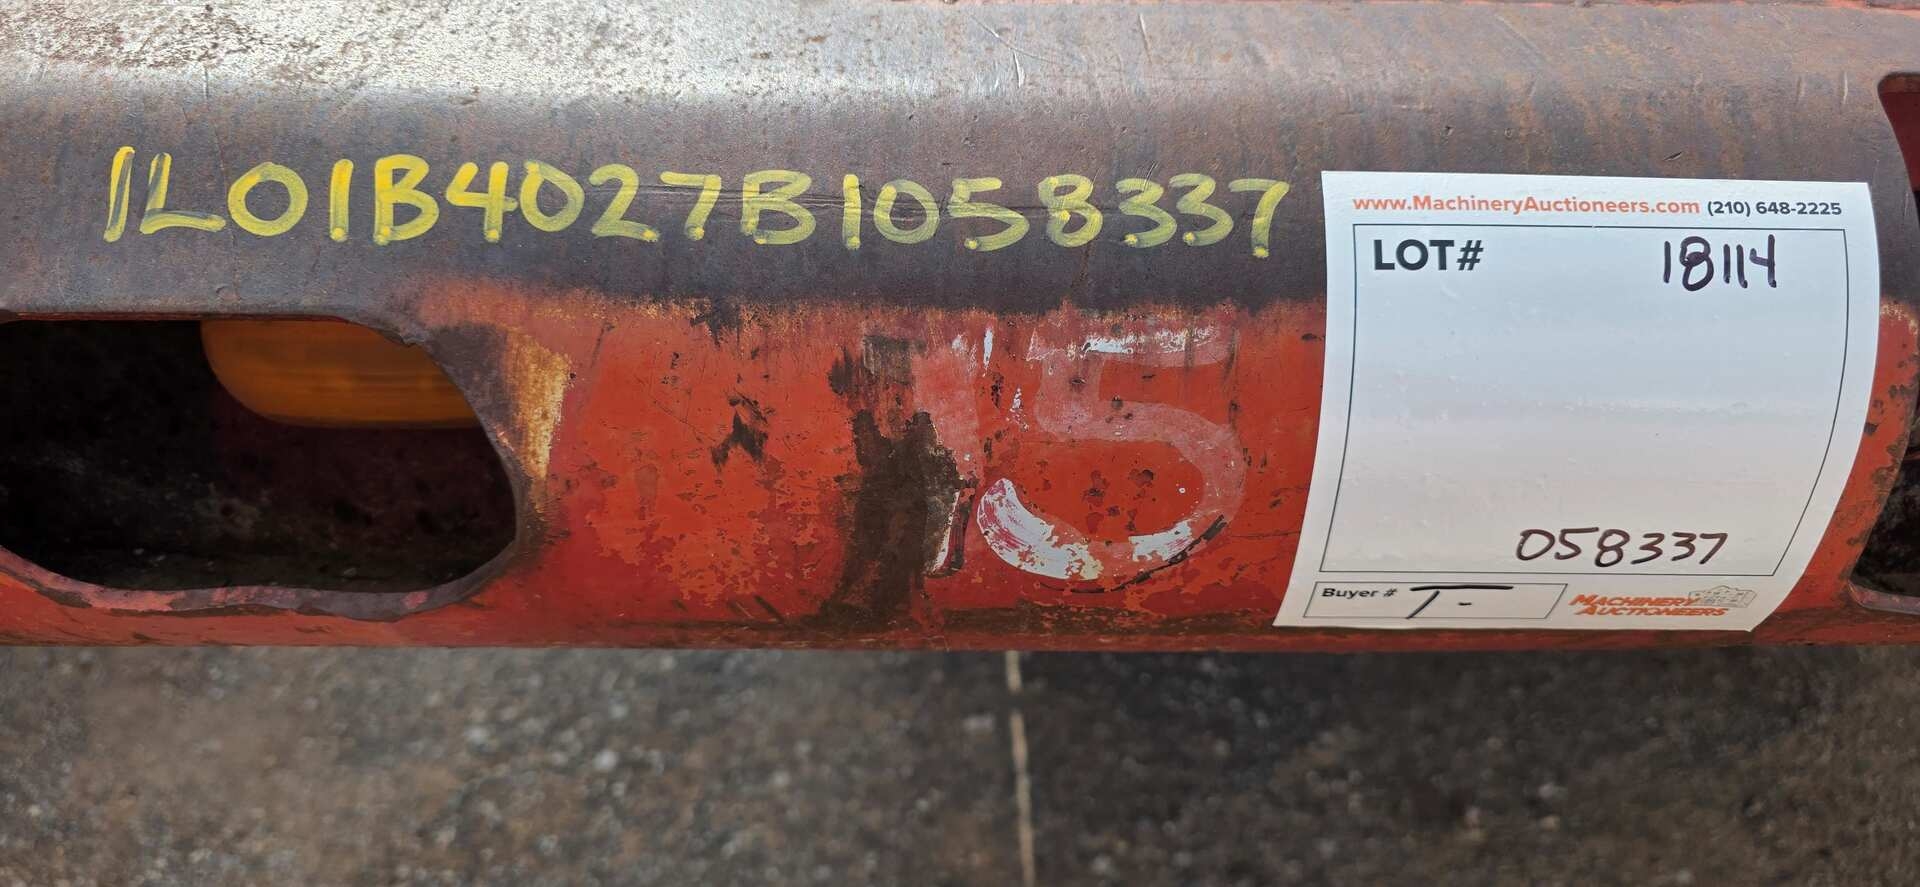 1L01B4027B1058337
www.MachineryAuctioneers.com (210) 648-2225
LOT# 18114
15
058337
Buyer # T-
MACHINERY
AUCTIONEERS